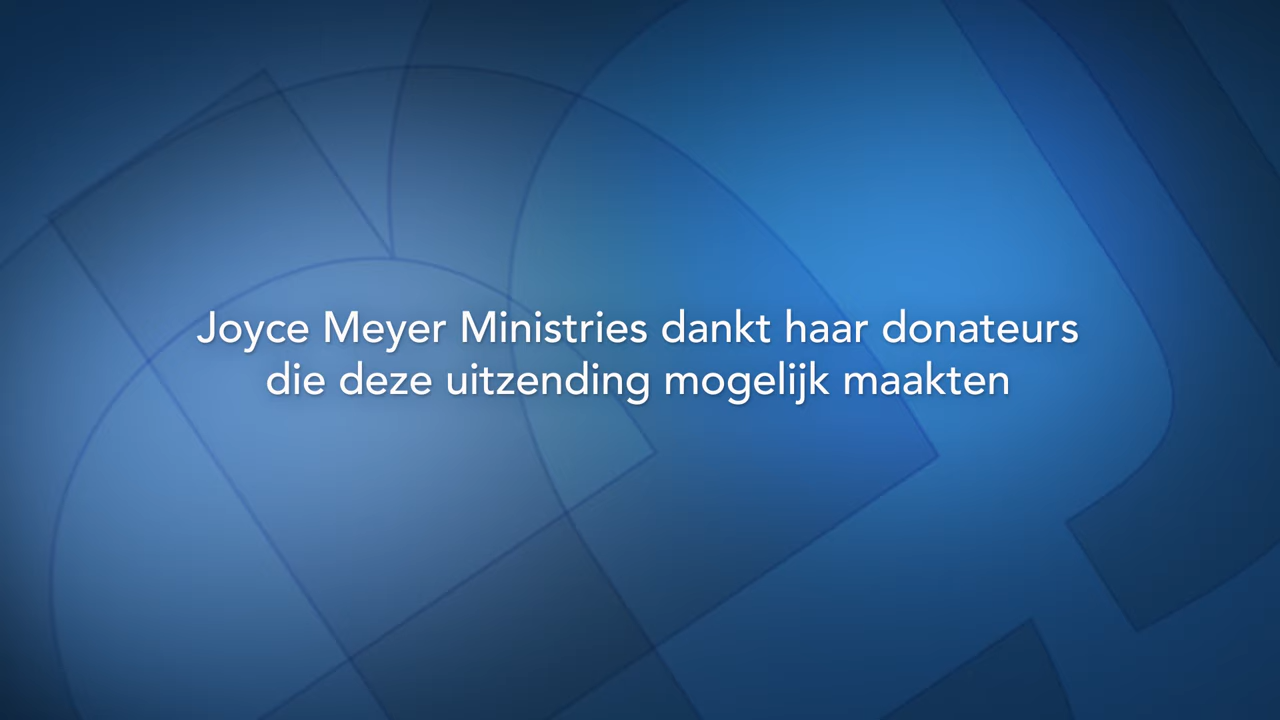 Joyce Meyer Ministries dankt haar donateurs
die deze uitzending mogelijk maakten